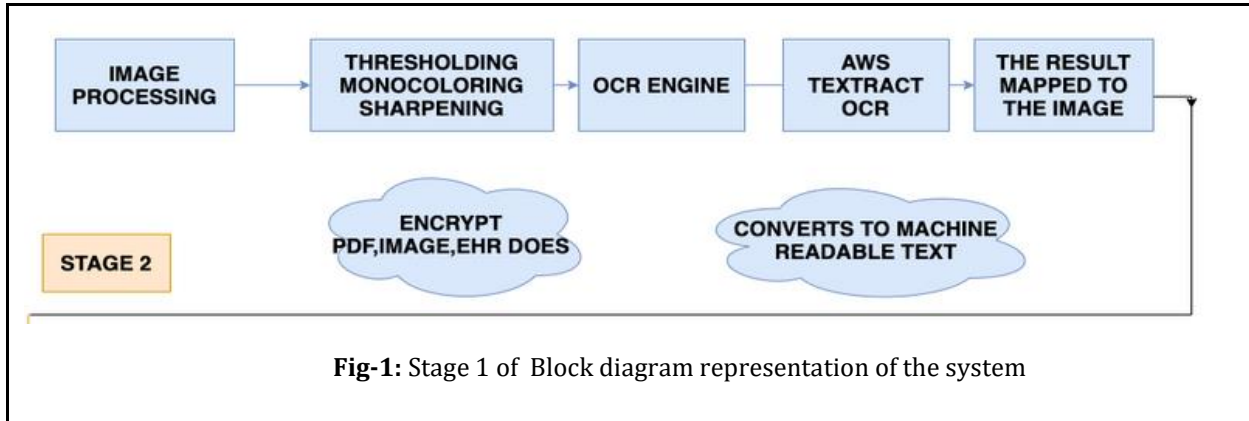 IMAGE
PROCESSING
THRESHOLDING
MONOCOLORING
SHARPENING
OCR ENGINE
AWS
TEXTRACT
OCR
THE RESULT
MAPPED TO
THE IMAGE
ENCRYPT
PDF,IMAGE,EHR DOES
CONVERTS TO MACHINE
READABLE TEXT
STAGE 2
Fig-1: Stage 1 of Block diagram representation of the system